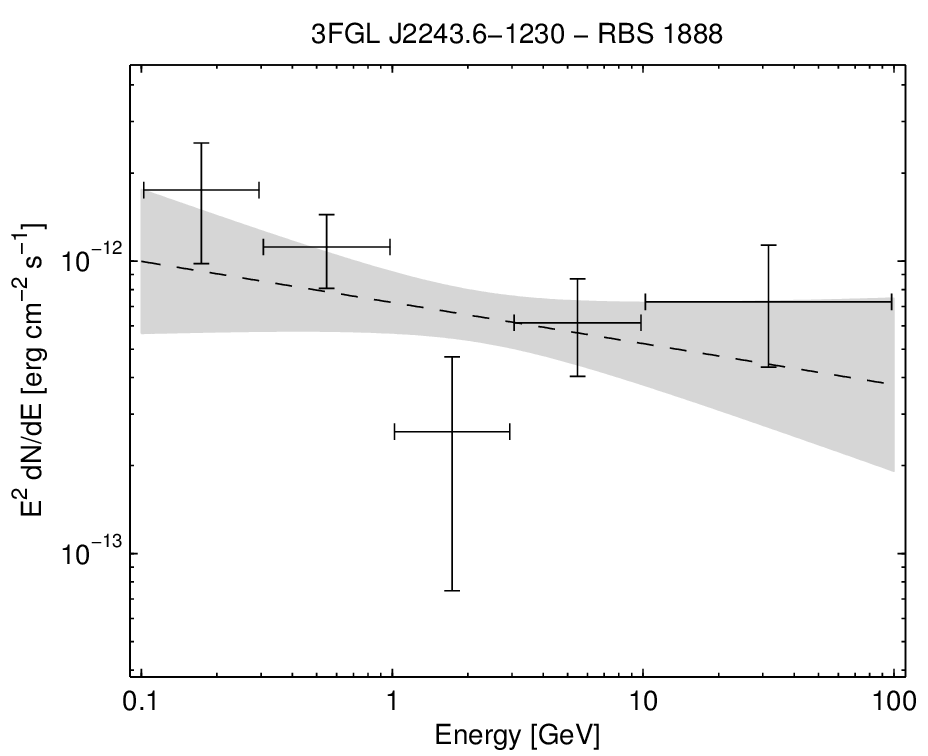 3FGL J2243.6−1230 − RBS 1888
E² dN/dE [erg cm⁻² s⁻¹]
10⁻¹²
10⁻¹³
0.1 1 10 100
Energy [GeV]